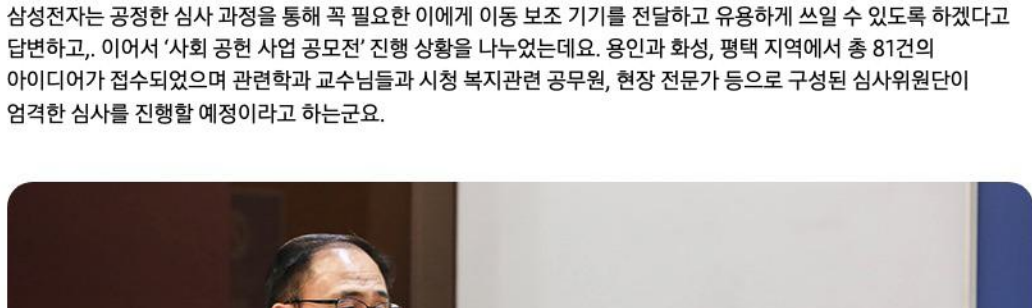 삼성전자는 공정한 심사 과정을 통해 꼭 필요한 이에게 이동 보조 기기를 전달하고 유용하게 쓰일 수 있도록 하겠다고
답변하고,. 이어서 ‘사회 공헌 사업 공모전’ 진행 상황을 나누었는데요. 용인과 화성, 평택 지역에서 총 81건의
아이디어가 접수되었으며 관련학과 교수님들과 시청 복지관련 공무원, 현장 전문가 등으로 구성된 심사위원단이
엄격한 심사를 진행할 예정이라고 하는군요.